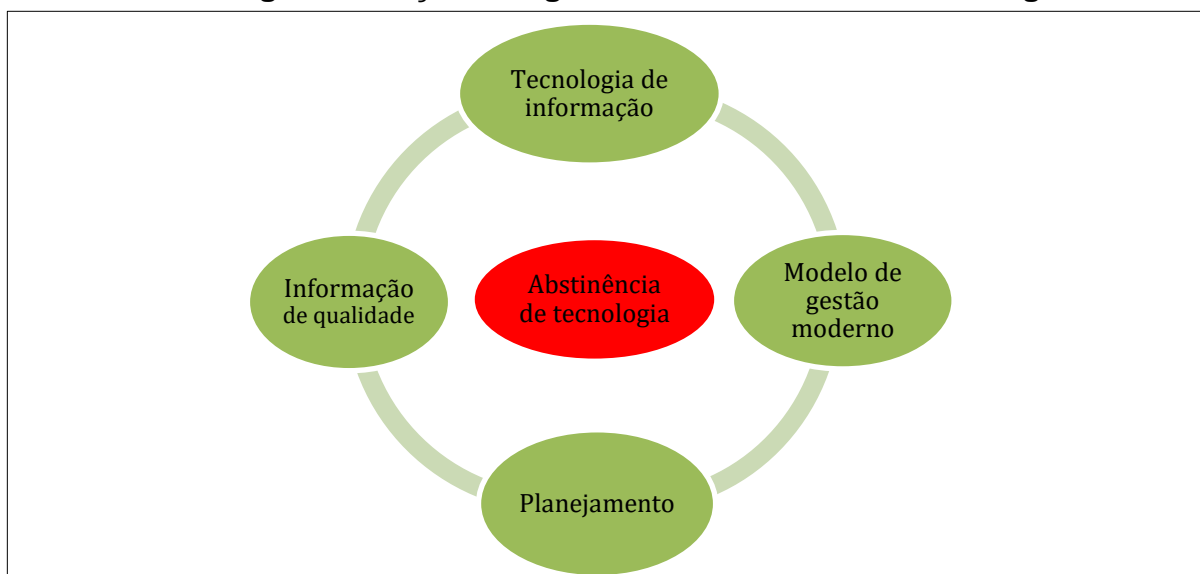 Tecnologia de
informação
Informação
de qualidade
Abstinência
de tecnologia
Modelo de
gestão
moderno
Planejamento